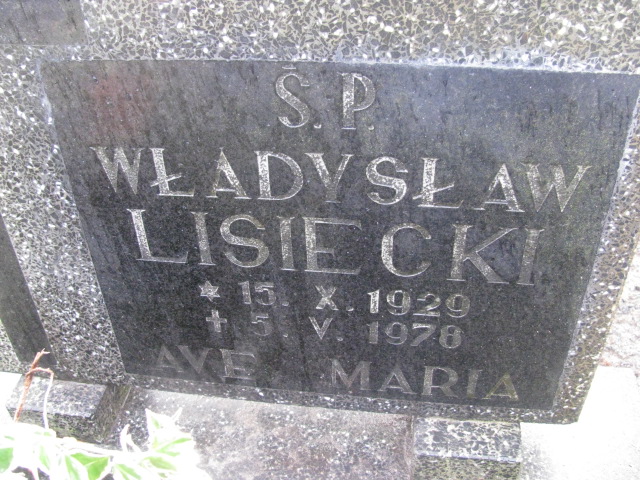 Ś.P.
WŁADYSŁAW
LISIECKI
* 15. X. 1929
✝ 5. V. 1978
AVE MARIA